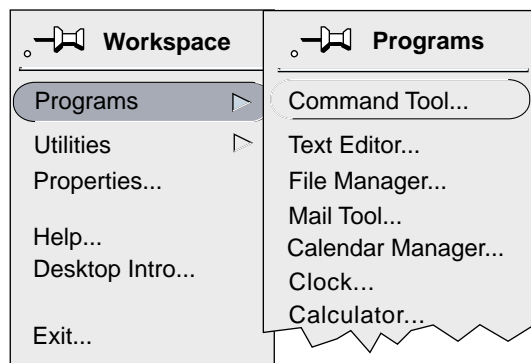 Workspace
Programs
Utilities
Properties...
Help...
Desktop Intro...
Exit...
Programs
Command Tool...
Text Editor...
File Manager...
Mail Tool...
Calendar Manager...
Clock...
Calculator...